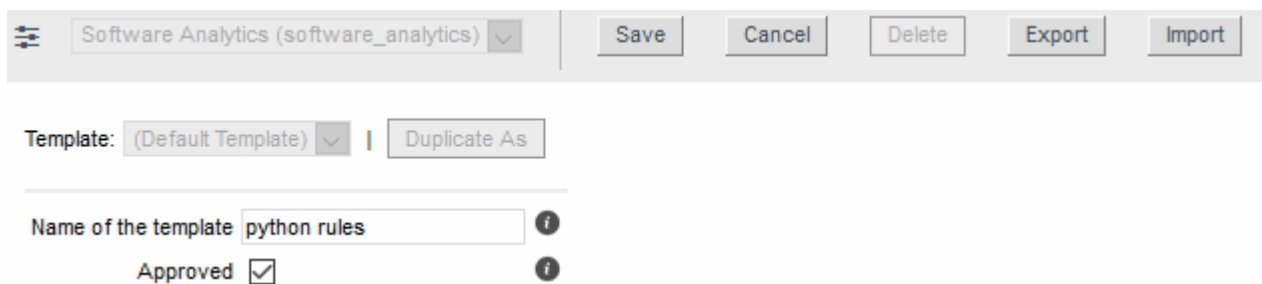 Software Analytics (software_analytics) Save Cancel Delete Export Import
Template: (Default Template) | Duplicate As
Name of the template python rules i
Approved i